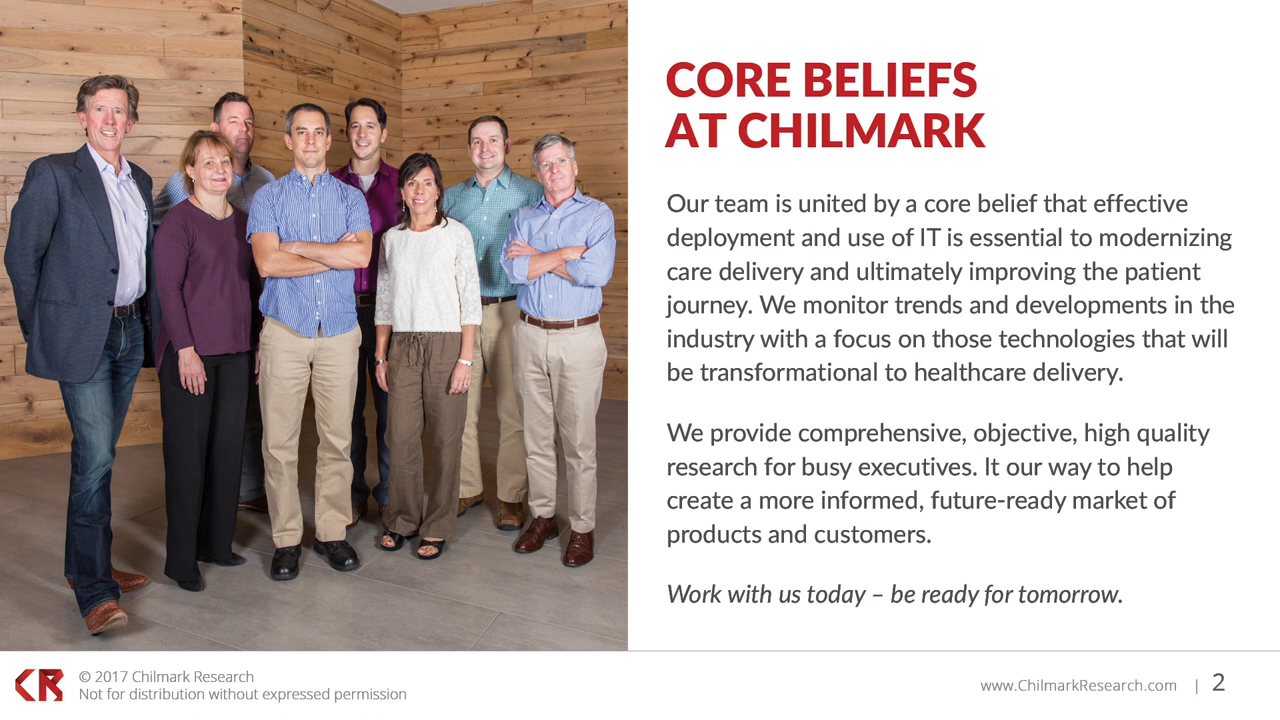 CORE BELIEFS
AT CHILMARK
Our team is united by a core belief that effective
deployment and use of IT is essential to modernizing
care delivery and ultimately improving the patient
journey. We monitor trends and developments in the
industry with a focus on those technologies that will
be transformational to healthcare delivery.
We provide comprehensive, objective, high quality
research for busy executives. It our way to help
create a more informed, future-ready market of
products and customers.
Work with us today – be ready for tomorrow.
CR
© 2017 Chilmark Research
Not for distribution without expressed permission
www.ChilmarkResearch.com | 2